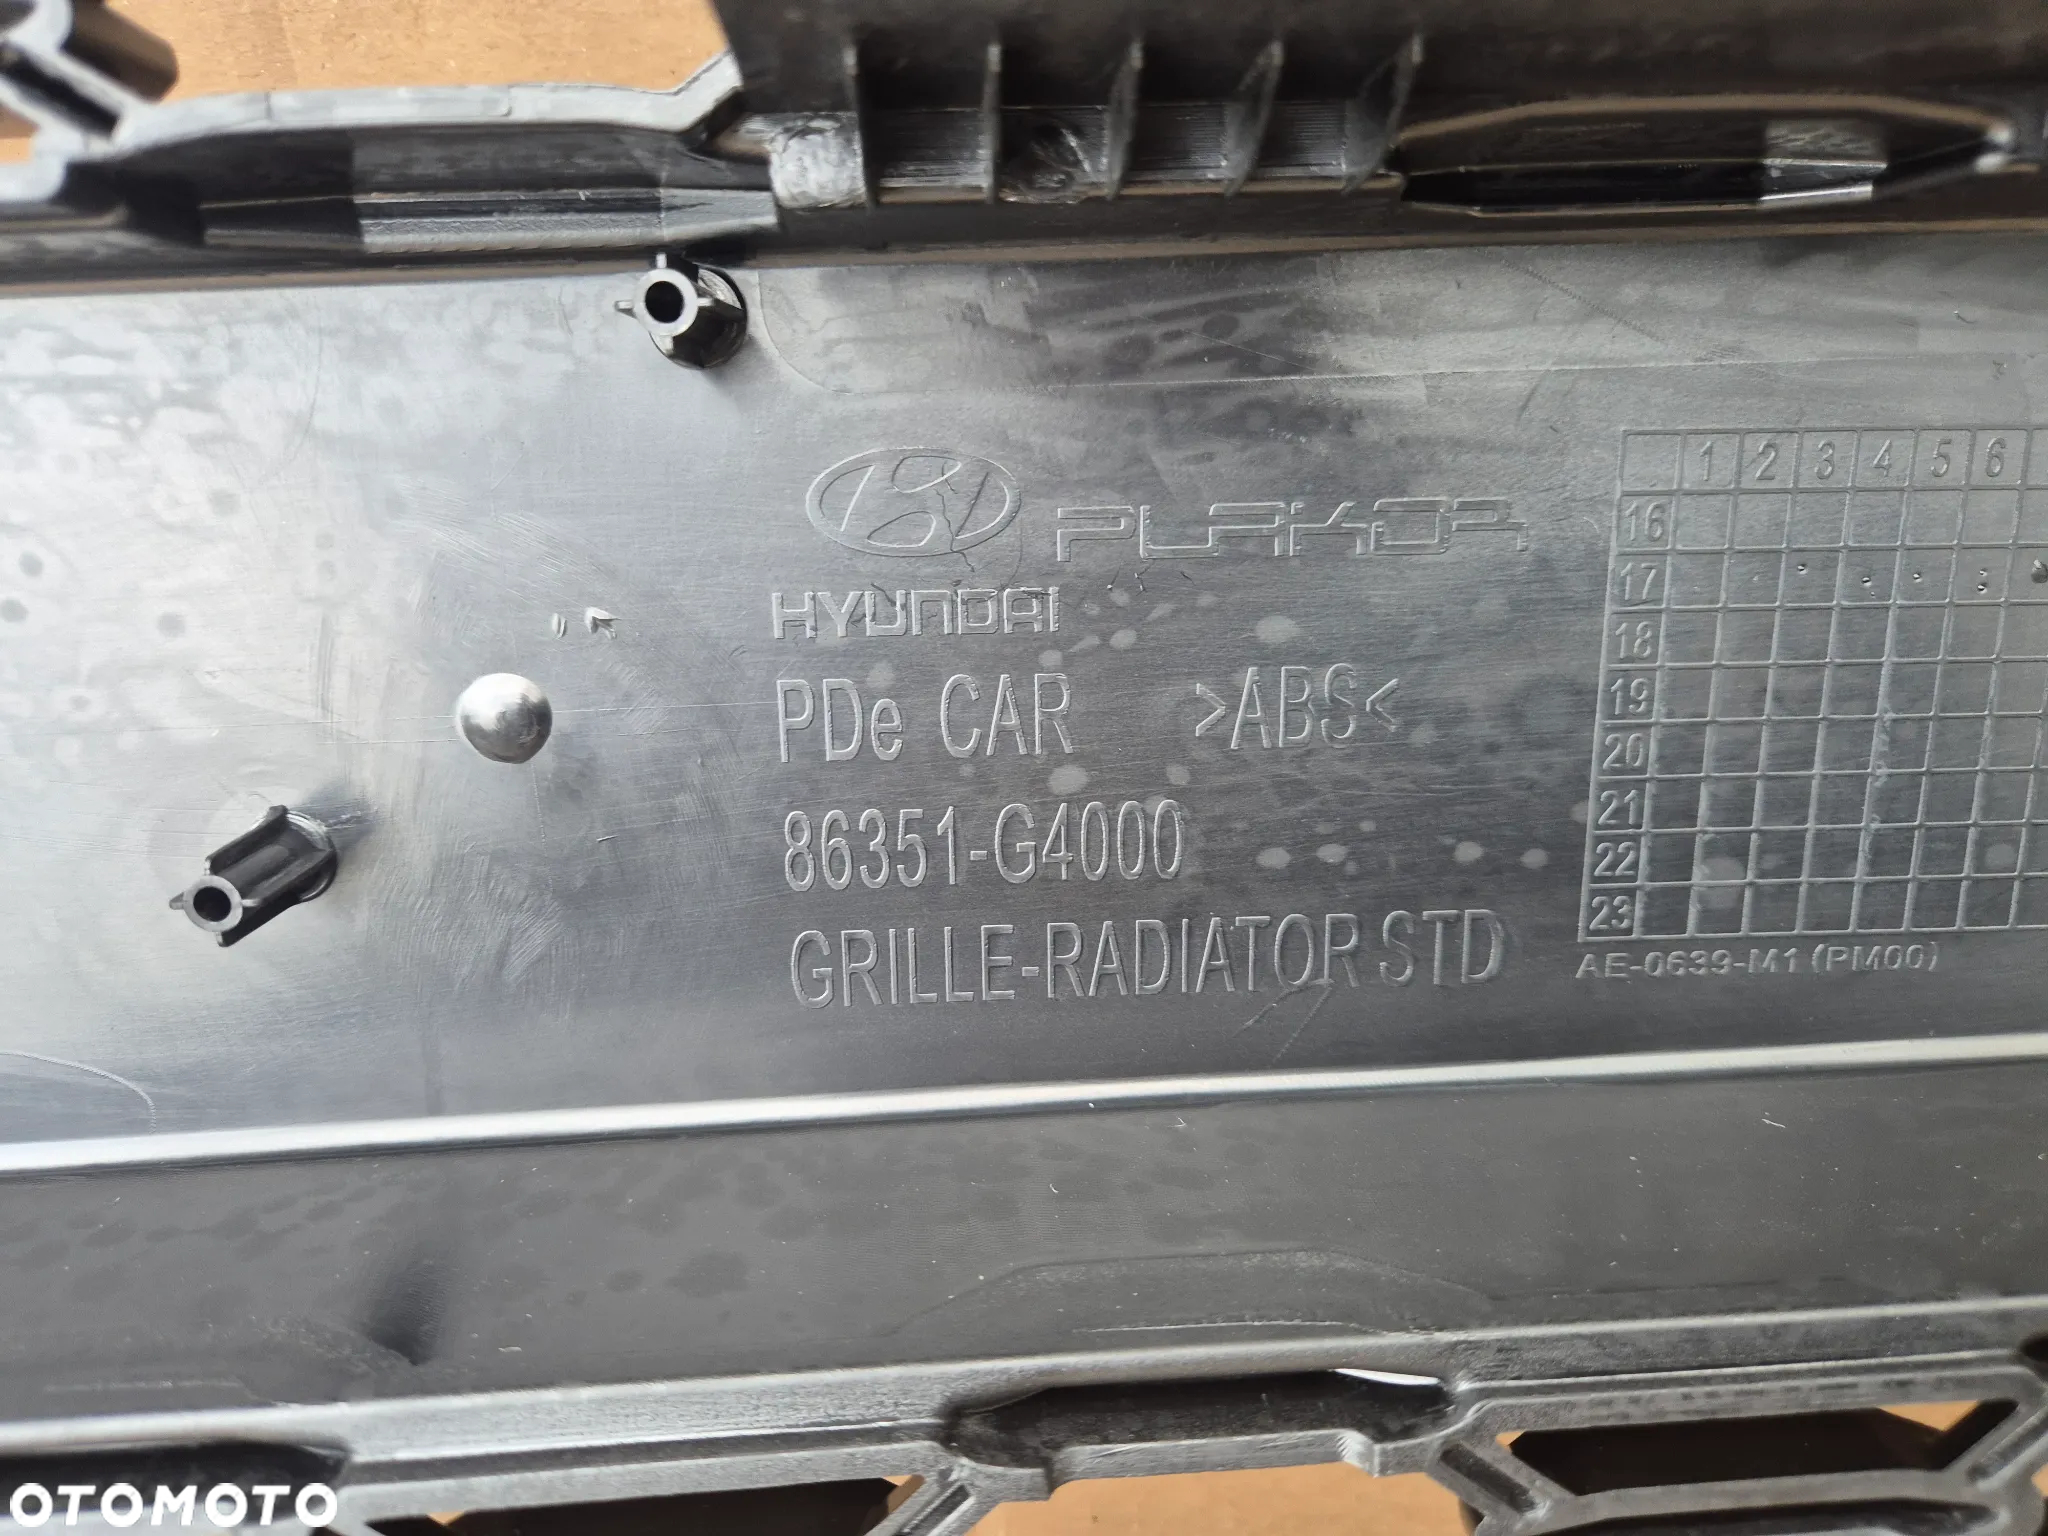 PLAKOR
HYUNDAI
PDe CAR >ABS<
86351-G4000
GRILLE-RADIATOR STD
1 2 3 4 5 6
16
17
18
19
20
21
22
23
AE-0639-M1 (PM00)
OTOMOTO